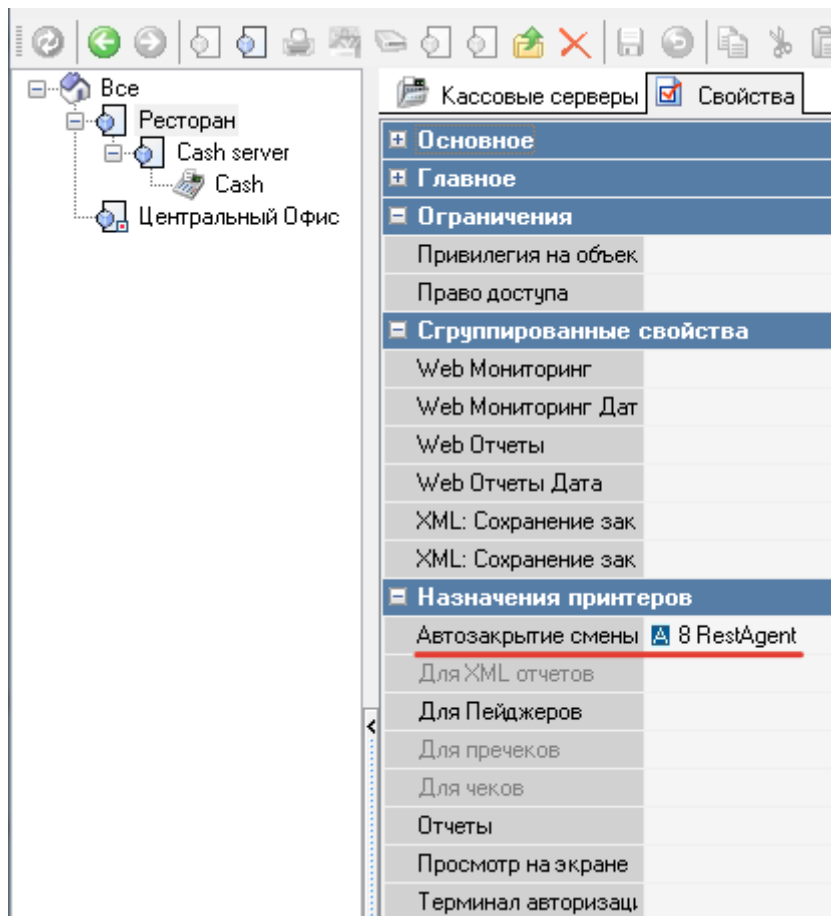 Все
Ресторан
Cash server
Cash
Центральный Офис
Кассовые серверы
Свойства
Основное
Главное
Ограничения
Привилегия на объек
Право доступа
Сгруппированные свойства
Web Мониторинг
Web Мониторинг Дат
Web Отчеты
Web Отчеты Дата
XML: Сохранение зак
XML: Сохранение зак
Назначения принтеров
Автозакрытие смены A 8 RestAgent
Для XML отчетов
Для Пейджеров
Для пречеков
Для чеков
Отчеты
Просмотр на экране
Терминал авторизаци